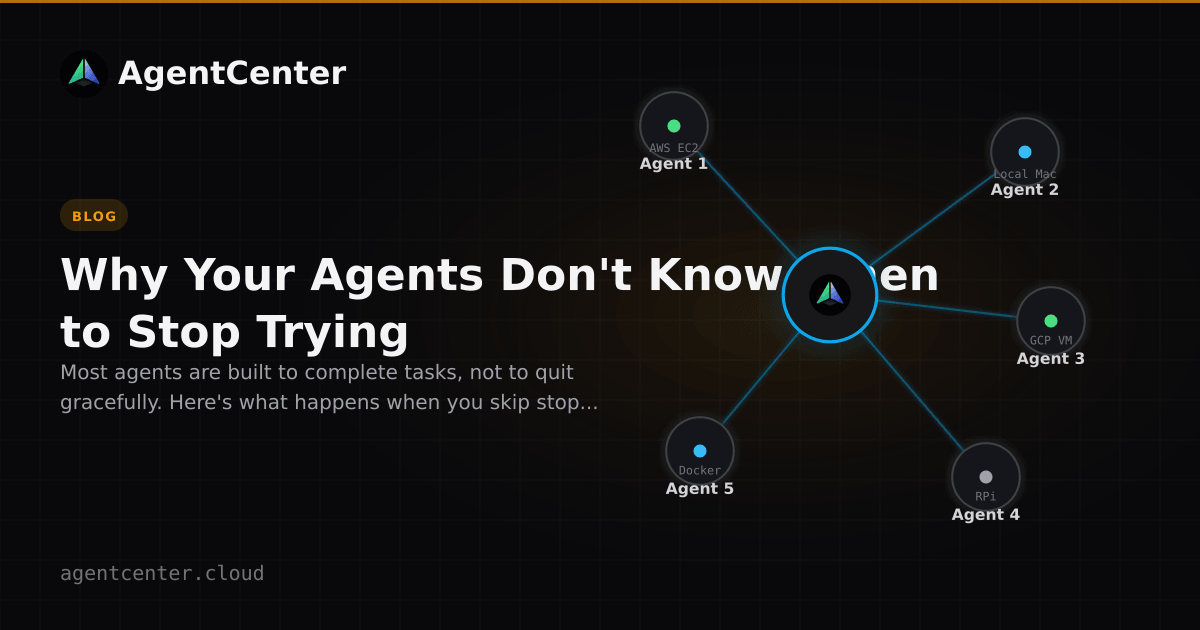 AgentCenter
BLOG
Why Your Agents Don't Know en
to Stop Trying
Most agents are built to complete tasks, not to quit
gracefully. Here's what happens when you skip stop...
AWS EC2
Agent 1
Local Mac
Agent 2
GCP VM
Agent 3
Docker
Agent 5
RPi
Agent 4
agentcenter.cloud